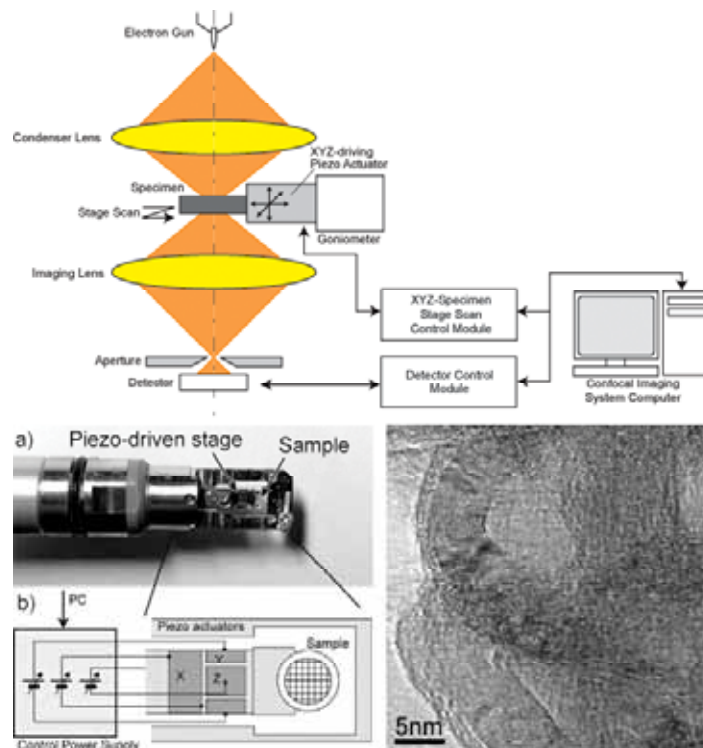 Electron Gun
Condenser Lens
XYZ-driving
Piezo Actuator
Specimen
Stage Scan
Goniometer
Imaging Lens
XYZ-Specimen
Stage Scan
Control Module
Aperture
Detector
Detector Control
Module
Confocal Imaging
System Computer
a)
Piezo-driven stage
Sample
b)
PC
Piezo actuators
Sample
X
Y
Z
Control Power Supply
5nm